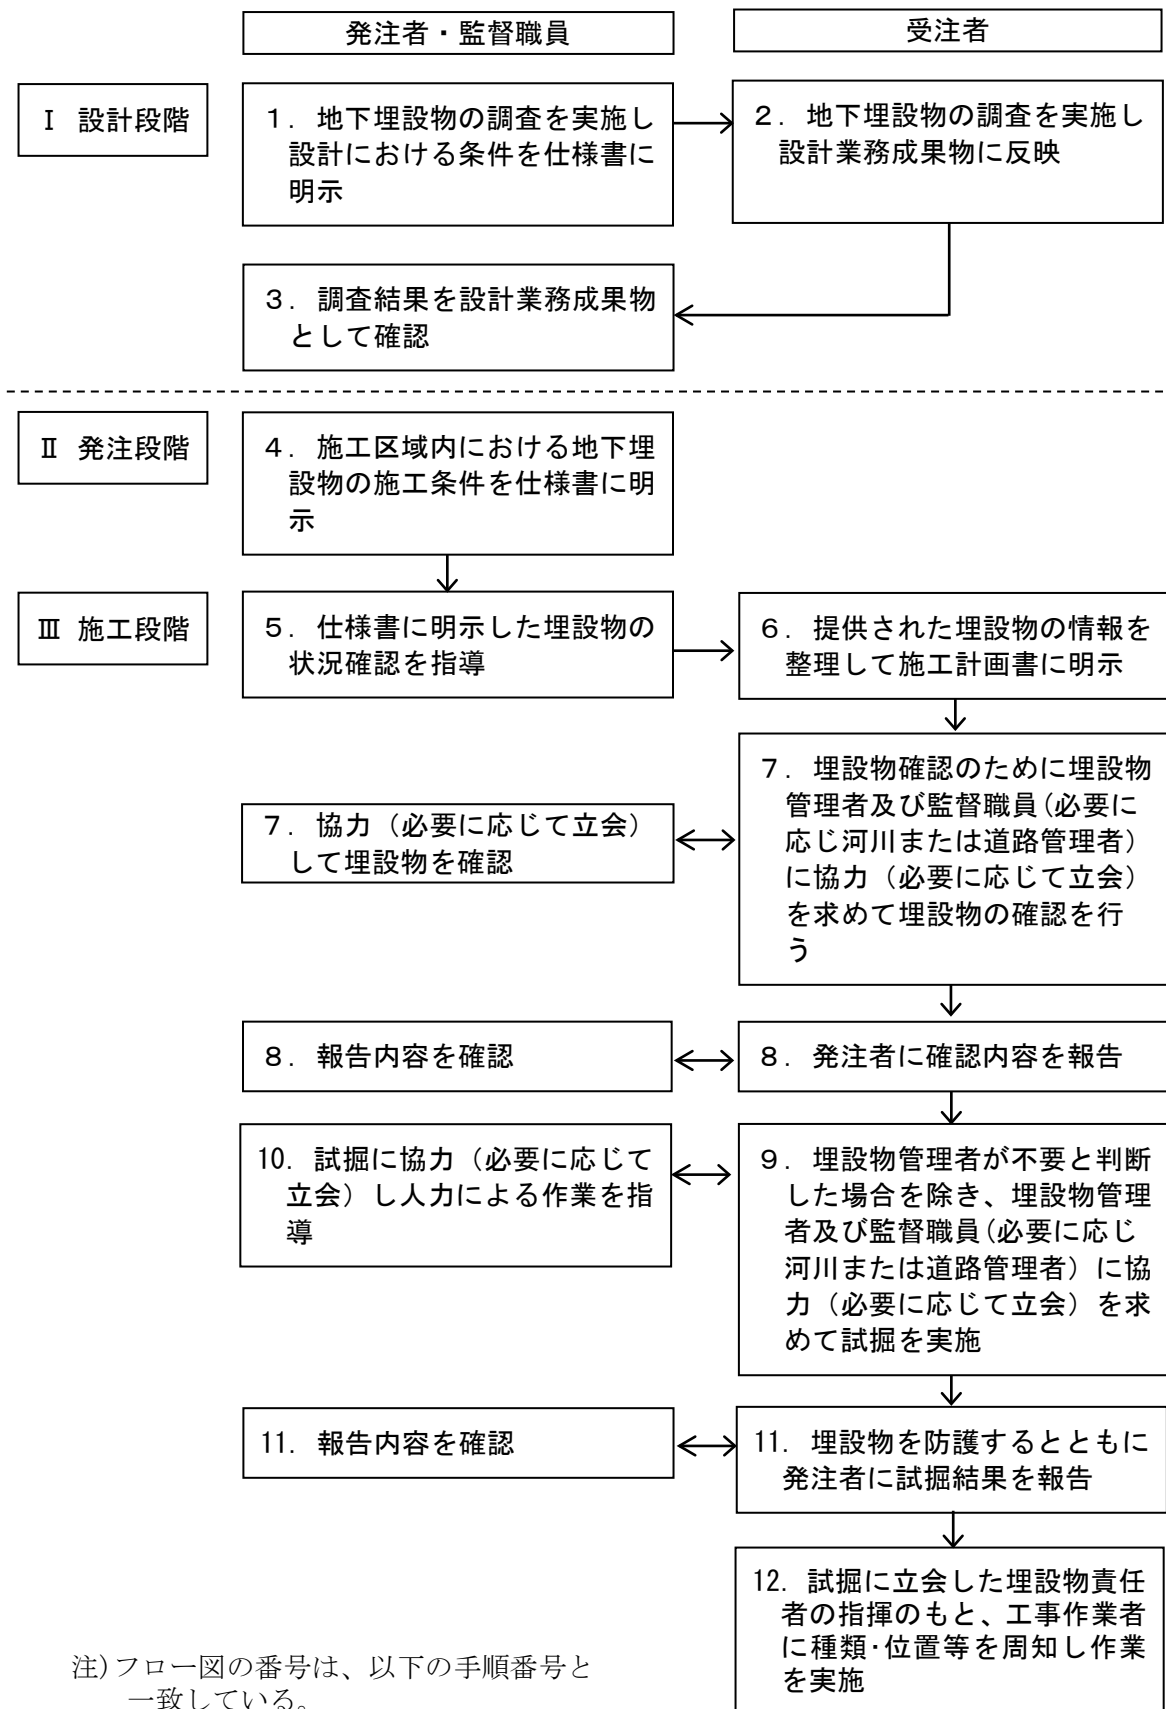 発注者・監督職員
受注者
Ⅰ 設計段階
１．地下埋設物の調査を実施し
設計における条件を仕様書に
明示
２．地下埋設物の調査を実施し
設計業務成果物に反映
３．調査結果を設計業務成果物
として確認
Ⅱ 発注段階
４．施工区域内における地下埋
設物の施工条件を仕様書に明
示
Ⅲ 施工段階
５．仕様書に明示した埋設物の
状況確認を指導
６．提供された埋設物の情報を
整理して施工計画書に明示
７．協力（必要に応じて立会）
して埋設物を確認
７．埋設物確認のために埋設物
管理者及び監督職員(必要に
応じ河川または道路管理者）
に協力（必要に応じて立会）
を求めて埋設物の確認を行
う
８．報告内容を確認
８．発注者に確認内容を報告
10．試掘に協力（必要に応じて
立会）し人力による作業を指
導
９．埋設物管理者が不要と判断
した場合を除き、埋設物管理
者及び監督職員(必要に応じ
河川または道路管理者）に協
力（必要に応じて立会）を求
めて試掘を実施
11．報告内容を確認
11．埋設物を防護するとともに
発注者に試掘結果を報告
12．試掘に立会した埋設物責任
者の指揮のもと、工事作業者
に種類･位置等を周知し作業
を実施
注)フロー図の番号は、以下の手順番号と
一致している。